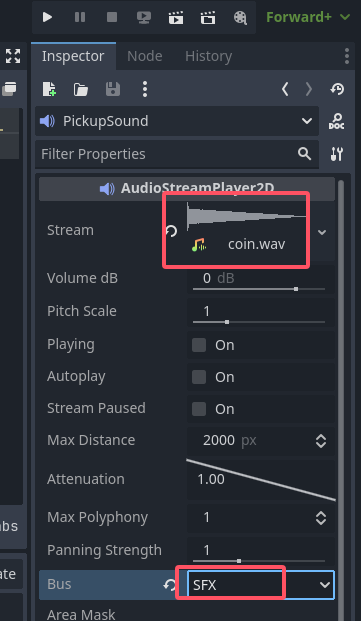 Forward+
Inspector Node History
PickupSound
DOC
Filter Properties
AudioStreamPlayer2D
Stream
coin.wav
Volume dB 0 dB
Pitch Scale 1
Playing On
Autoplay On
Stream Paused On
Max Distance 2000 px
Attenuation 1.00
Max Polyphony 1
abs
Panning Strength 1
ate
Bus SFX
Area Mask